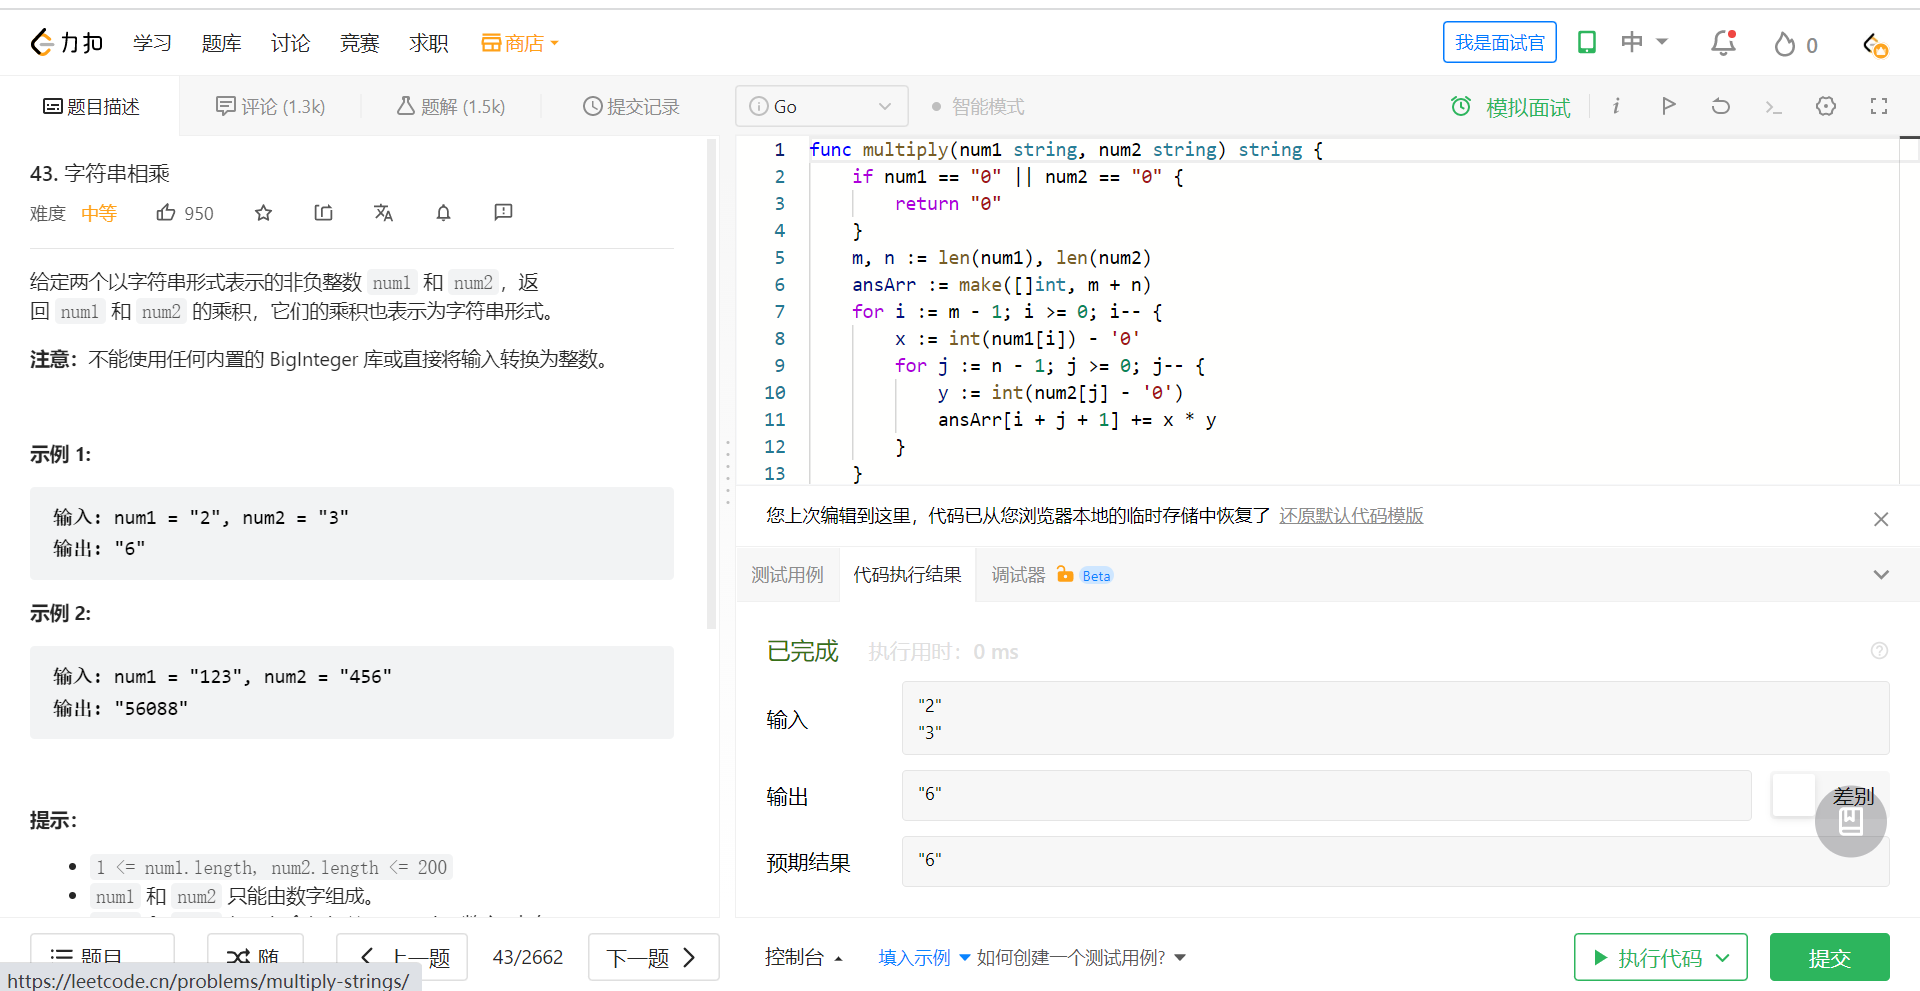 力扣 学习 题库 讨论 竞赛 求职 商店 我是面试官 中 0
题目描述 评论 (1.3k) 题解 (1.5k) 提交记录
43. 字符串相乘
难度 中等 950
给定两个以字符串形式表示的非负整数 num1 和 num2，返
回 num1 和 num2 的乘积，它们的乘积也表示为字符串形式。
注意：不能使用任何内置的 BigInteger 库或直接将输入转换为整数。
示例 1:
输入: num1 = "2", num2 = "3"
输出: "6"
示例 2:
输入: num1 = "123", num2 = "456"
输出: "56088"
提示：
1 <= num1.length, num2.length <= 200
num1 和 num2 只能由数字组成。
题目 随 上一题 43/2662 下一题
https://leetcode.cn/problems/multiply-strings/
Go 智能模式 模拟面试
1 func multiply(num1 string, num2 string) string {
2 if num1 == "0" || num2 == "0" {
3 return "0"
4 }
5 m, n := len(num1), len(num2)
6 ansArr := make([]int, m + n)
7 for i := m - 1; i >= 0; i-- {
8 x := int(num1[i]) - '0'
9 for j := n - 1; j >= 0; j-- {
10 y := int(num2[j] - '0')
11 ansArr[i + j + 1] += x * y
12 }
13 }
您上次编辑到这里，代码已从您浏览器本地的临时存储中恢复了 还原默认代码模版
测试用例 代码执行结果 调试器 Beta
已完成 执行用时：0 ms
输入
"2"
"3"
输出 "6" 差别
预期结果 "6"
控制台 填入示例 如何创建一个测试用例? 执行代码 提交